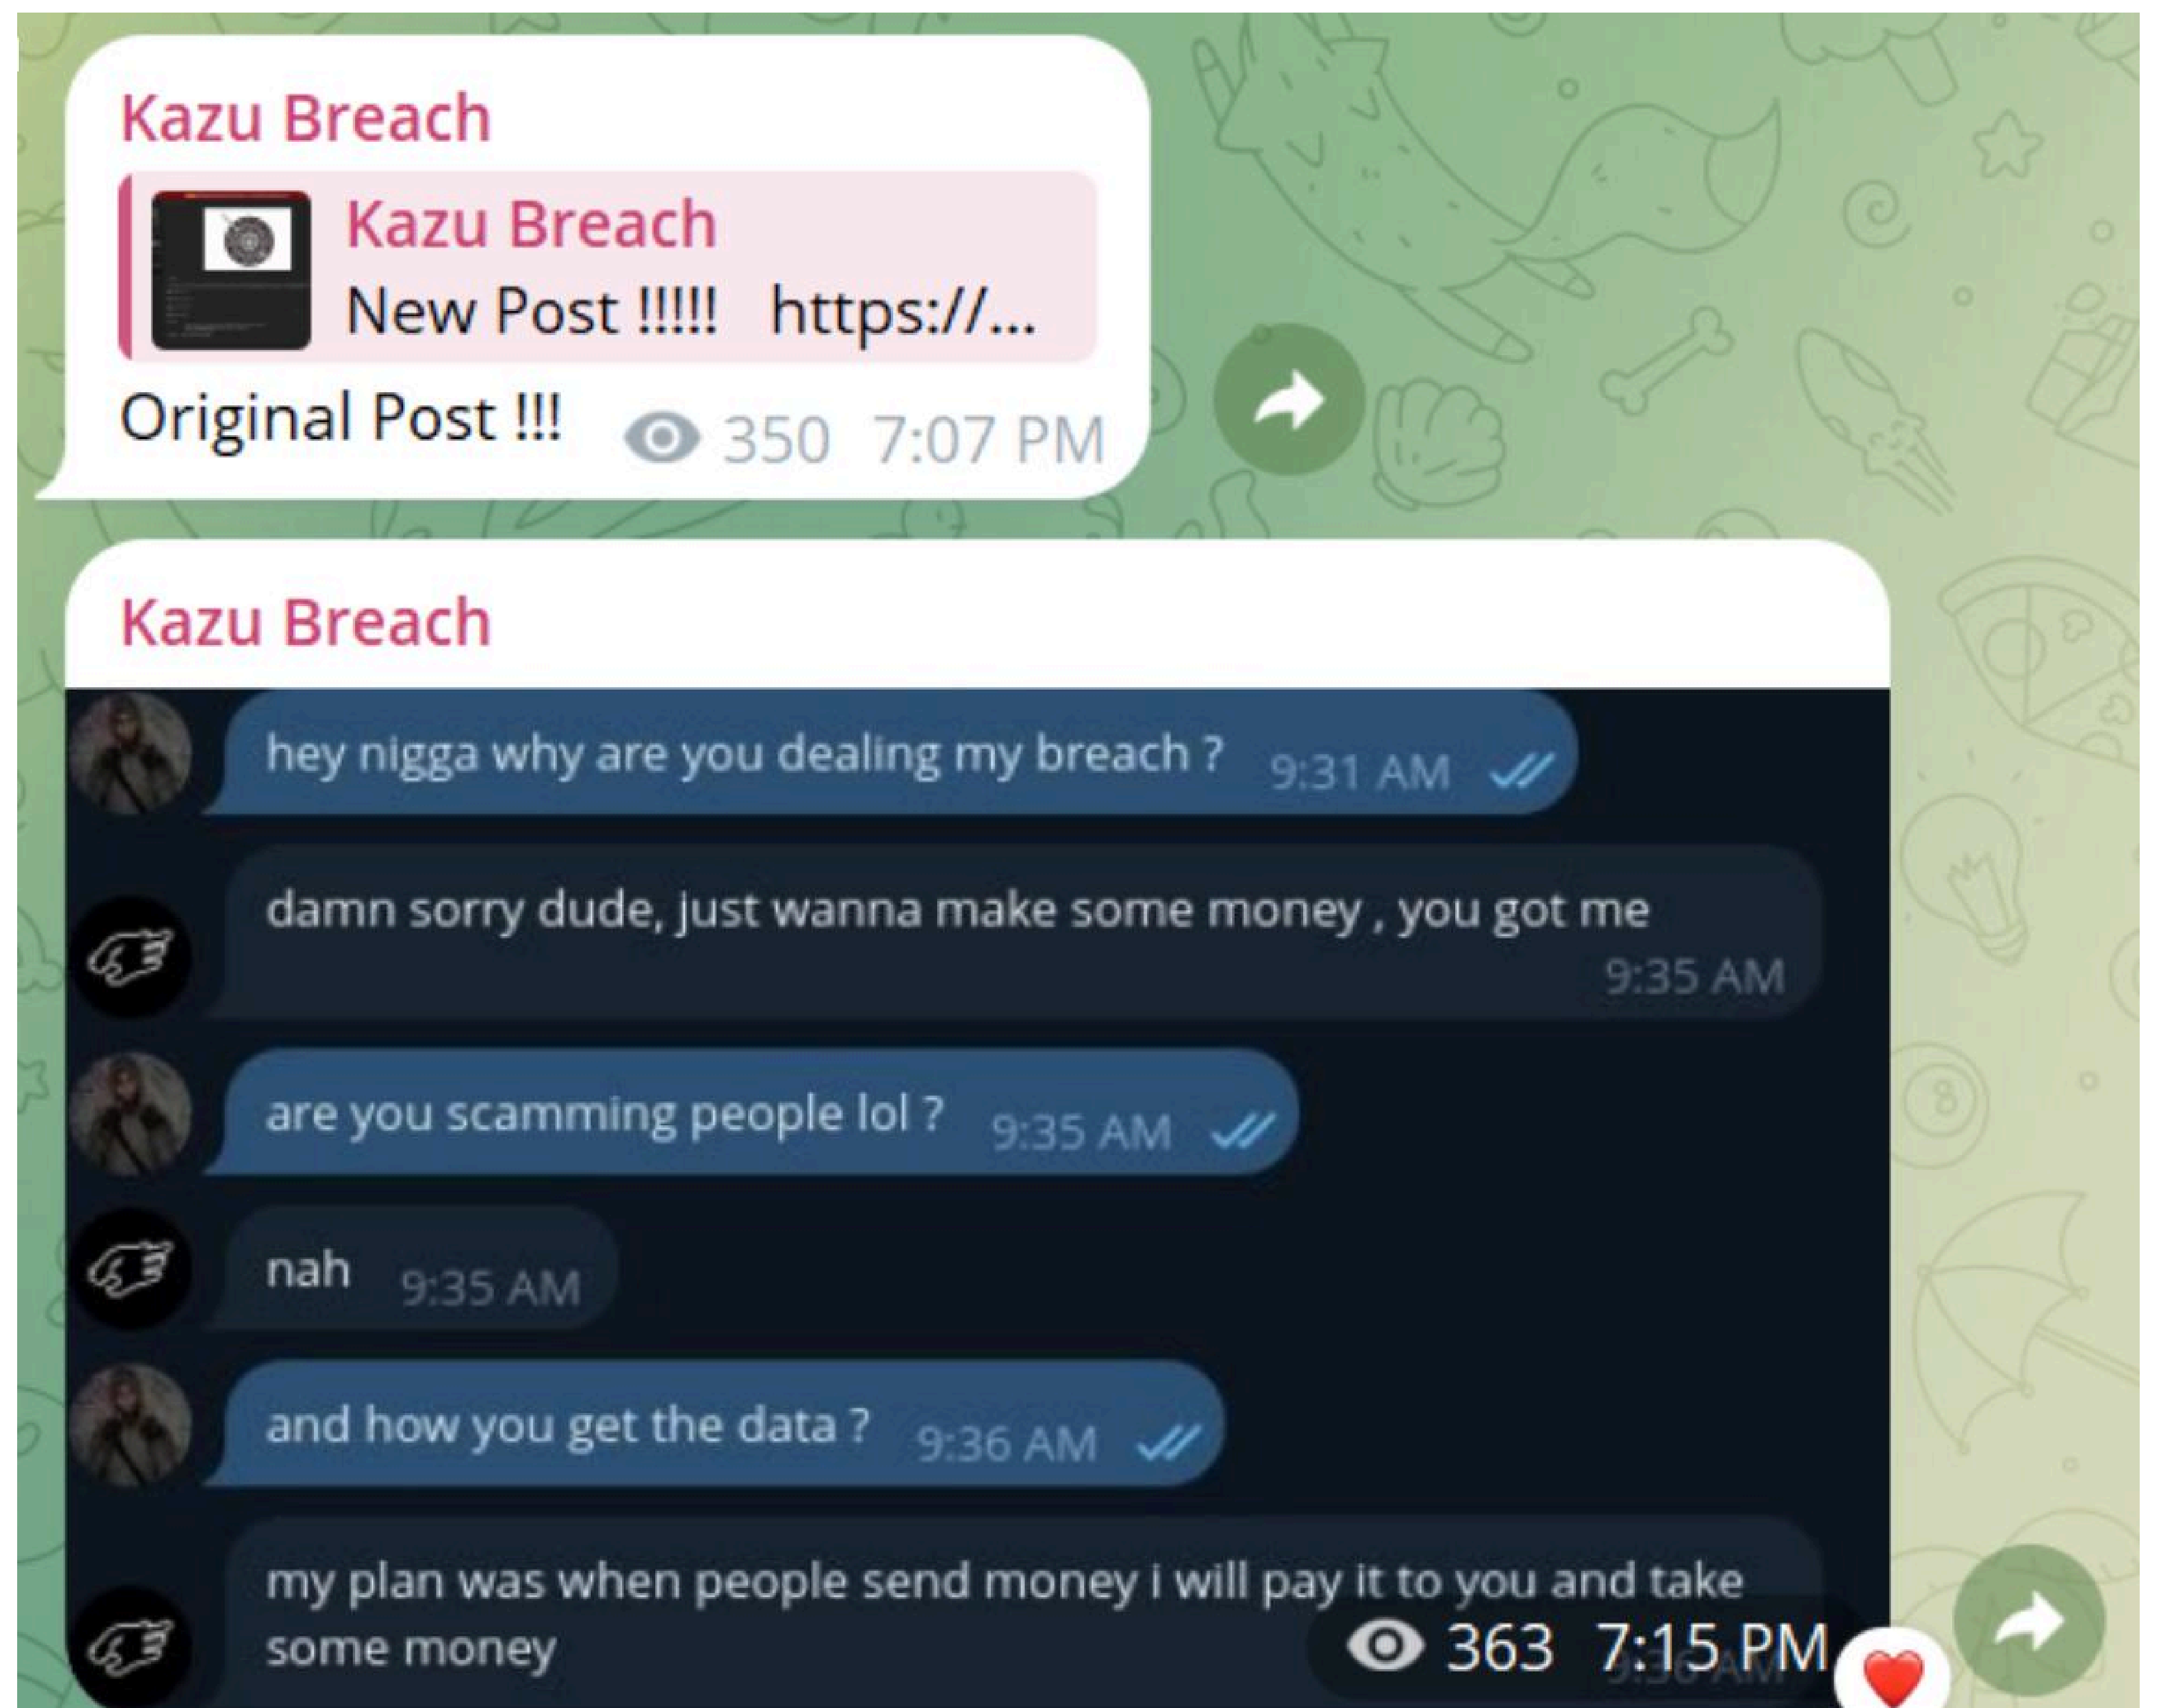 Kazu Breach
Kazu Breach
New Post !!!!!   https://...
Original Post !!! 350 7:07 PM
Kazu Breach
hey nigga why are you dealing my breach ? 9:31 AM
damn sorry dude, just wanna make some money , you got me
9:35 AM
are you scamming people lol ? 9:35 AM
nah 9:35 AM
and how you get the data ? 9:36 AM
my plan was when people send money i will pay it to you and take
some money 363 7:15 PM
9:36 AM